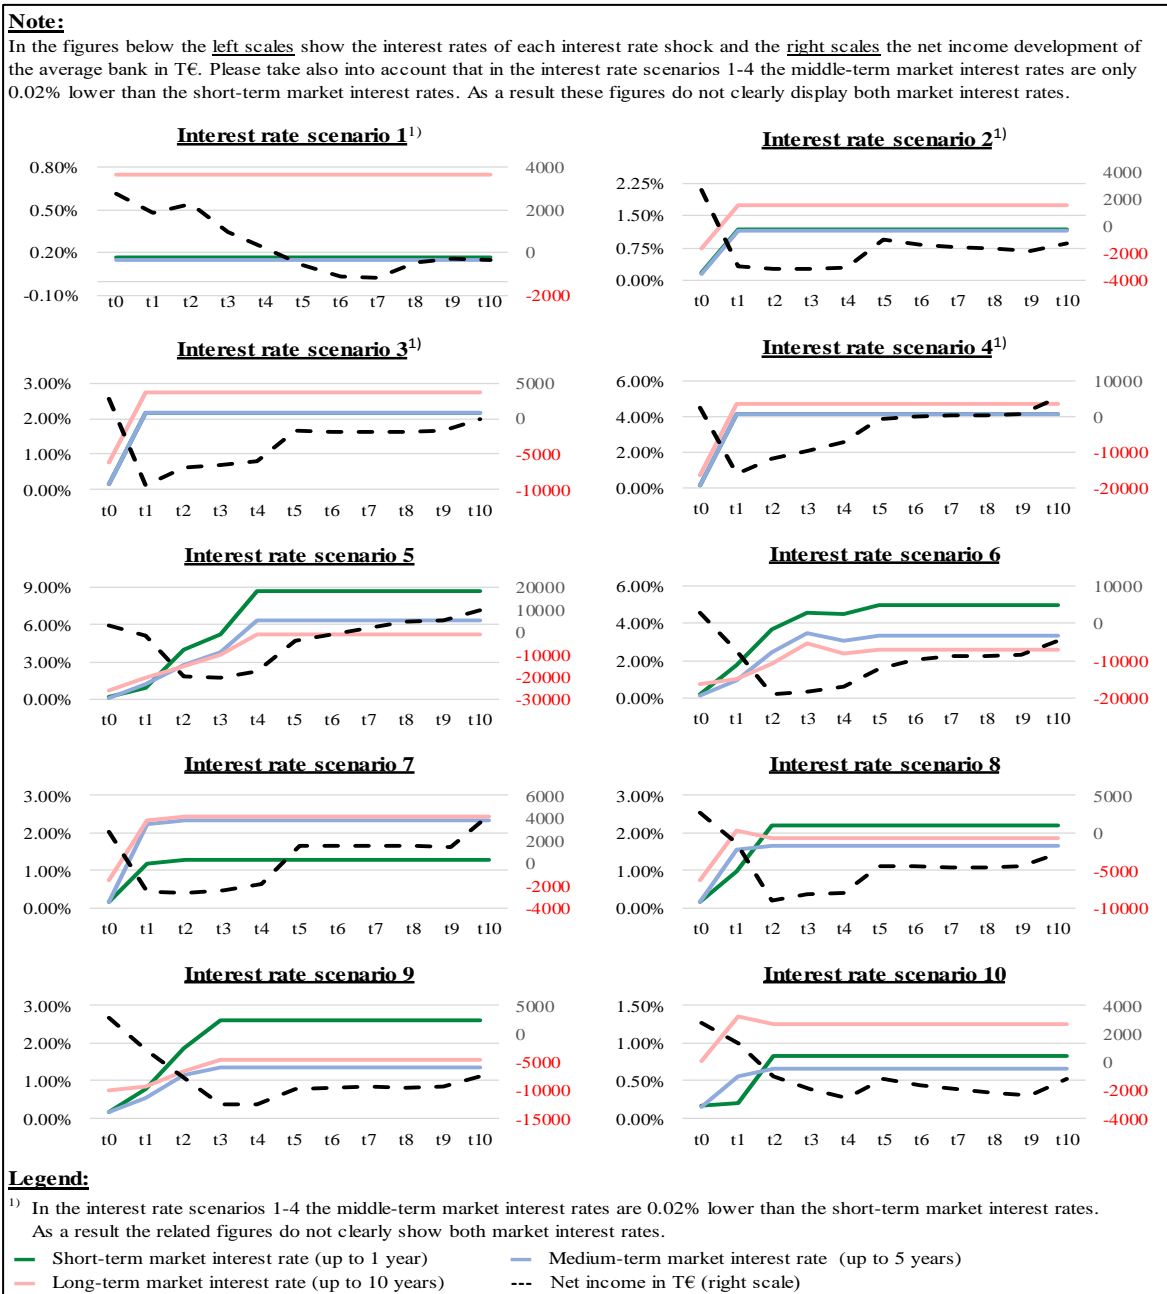 Note:
In the figures below the left scales show the interest rates of each interest rate shock and the right scales the net income development of
the average bank in T€. Please take also into account that in the interest rate scenarios 1-4 the middle-term market interest rates are only
0.02% lower than the short-term market interest rates. As a result these figures do not clearly display both market interest rates.
Interest rate scenario 1¹⁾
0.80%
0.50%
0.20%
-0.10%
4000
2000
0
-2000
t0 t1 t2 t3 t4 t5 t6 t7 t8 t9 t10
Interest rate scenario 2¹⁾
2.25%
1.50%
0.75%
0.00%
4000
2000
0
-2000
-4000
t0 t1 t2 t3 t4 t5 t6 t7 t8 t9 t10
Interest rate scenario 3¹⁾
3.00%
2.00%
1.00%
0.00%
5000
0
-5000
-10000
t0 t1 t2 t3 t4 t5 t6 t7 t8 t9 t10
Interest rate scenario 4¹⁾
6.00%
4.00%
2.00%
0.00%
10000
0
-10000
-20000
t0 t1 t2 t3 t4 t5 t6 t7 t8 t9 t10
Interest rate scenario 5
9.00%
6.00%
3.00%
0.00%
20000
10000
0
-10000
-20000
-30000
t0 t1 t2 t3 t4 t5 t6 t7 t8 t9 t10
Interest rate scenario 6
6.00%
4.00%
2.00%
0.00%
10000
0
-10000
-20000
t0 t1 t2 t3 t4 t5 t6 t7 t8 t9 t10
Interest rate scenario 7
3.00%
2.00%
1.00%
0.00%
6000
4000
2000
0
-2000
-4000
t0 t1 t2 t3 t4 t5 t6 t7 t8 t9 t10
Interest rate scenario 8
3.00%
2.00%
1.00%
0.00%
5000
0
-5000
-10000
t0 t1 t2 t3 t4 t5 t6 t7 t8 t9 t10
Interest rate scenario 9
3.00%
2.00%
1.00%
0.00%
5000
0
-5000
-10000
-15000
t0 t1 t2 t3 t4 t5 t6 t7 t8 t9 t10
Interest rate scenario 10
1.50%
1.00%
0.50%
0.00%
4000
2000
0
-2000
-4000
t0 t1 t2 t3 t4 t5 t6 t7 t8 t9 t10
Legend:
¹⁾ In the interest rate scenarios 1-4 the middle-term market interest rates are 0.02% lower than the short-term market interest rates.
As a result the related figures do not clearly show both market interest rates.
Short-term market interest rate (up to 1 year)
Medium-term market interest rate (up to 5 years)
Long-term market interest rate (up to 10 years)
Net income in T€ (right scale)